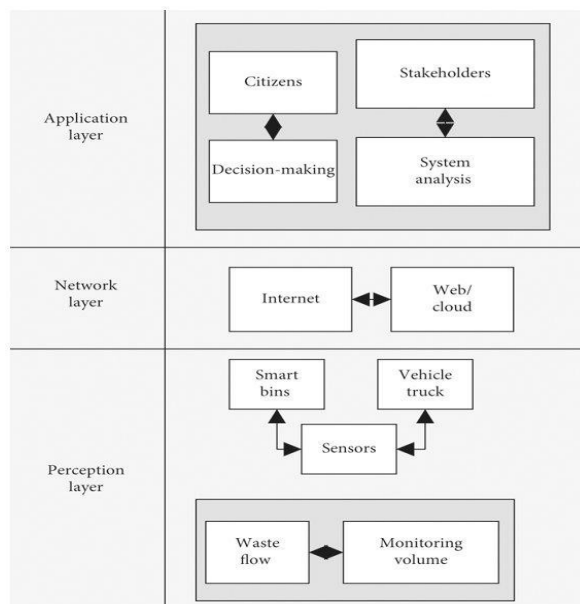 Application
layer
Citizens
Stakeholders
Decision-making
System
analysis
Network
layer
Internet
Web/
cloud
Perception
layer
Smart
bins
Vehicle
truck
Sensors
Waste
flow
Monitoring
volume